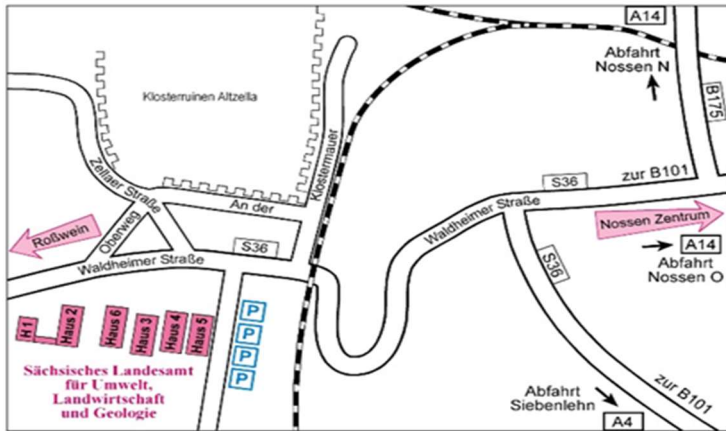 A14
Abfahrt
Nossen N
B175
Klosterruinen Altzella
Klostermauer
Zellaer Straße
An der
zur B101
S36
Waldheimer Straße
Nossen Zentrum
Roßwein
Oberweg
S36
Waldheimer Straße
A14
Abfahrt
Nossen O
S36
H 1
Haus 2
Haus 6
Haus 3
Haus 4
Haus 5
P
P
P
P
Sächsisches Landesamt
für Umwelt,
Landwirtschaft
und Geologie
Abfahrt
Siebenlehn
A4
zur B101